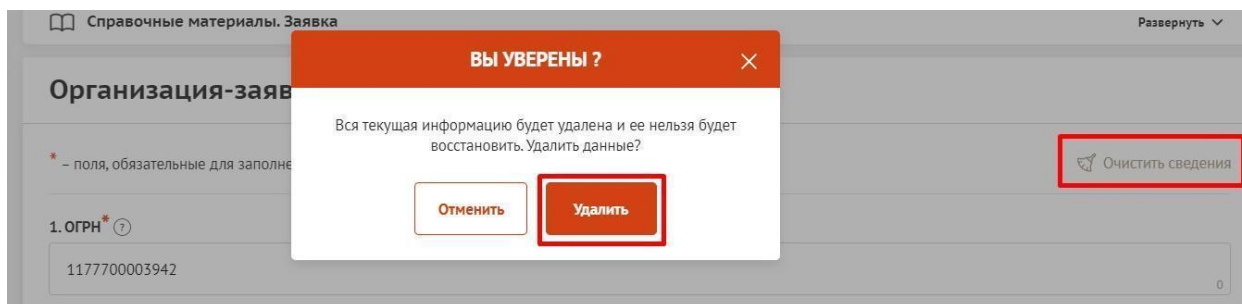 Справочные материалы. Заявка
Развернуть
ВЫ УВЕРЕНЫ ?
Организация-заяв
Вся текущая информацию будет удалена и ее нельзя будет
восстановить. Удалить данные?
* – поля, обязательные для заполне
Очистить сведения
Отменить
Удалить
1. ОГРН* ?
1177700003942
0